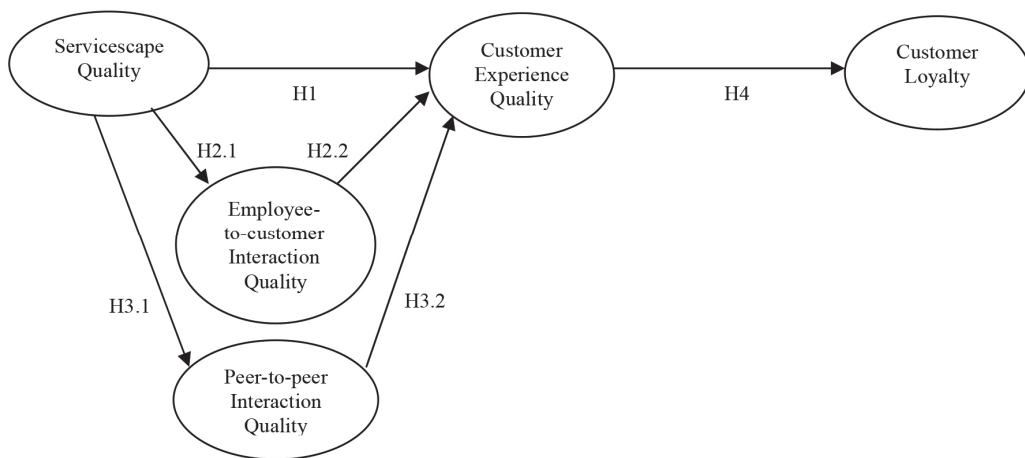 Servicescape
Quality
Customer
Experience
Quality
Customer
Loyalty
H1
H4
H2.1
H2.2
Employee-
to-customer
Interaction
Quality
H3.1
H3.2
Peer-to-peer
Interaction
Quality